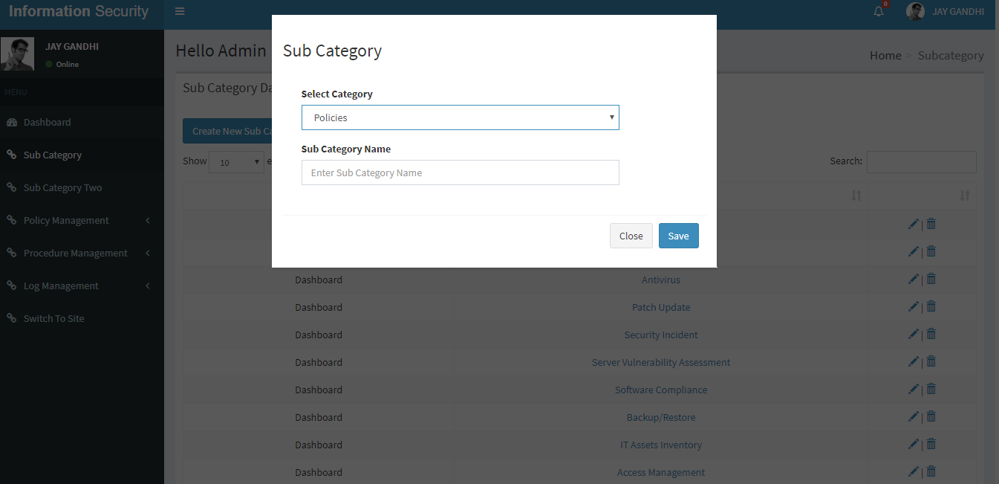 Information Security
0
JAY GANDHI
JAY GANDHI
Online
MENU
Dashboard
Sub Category
Sub Category Two
Policy Management
Procedure Management
Log Management
Switch To Site
Hello Admin
Home > Subcategory
Sub Category Da
Create New Sub Ca
Show 10 e
Search:
Sub Category
Select Category
Policies
Sub Category Name
Enter Sub Category Name
Close Save
Dashboard Antivirus |
Dashboard Patch Update |
Dashboard Security Incident |
Dashboard Server Vulnerability Assessment |
Dashboard Software Compliance |
Dashboard Backup/Restore |
Dashboard IT Assets Inventory |
Dashboard Access Management |